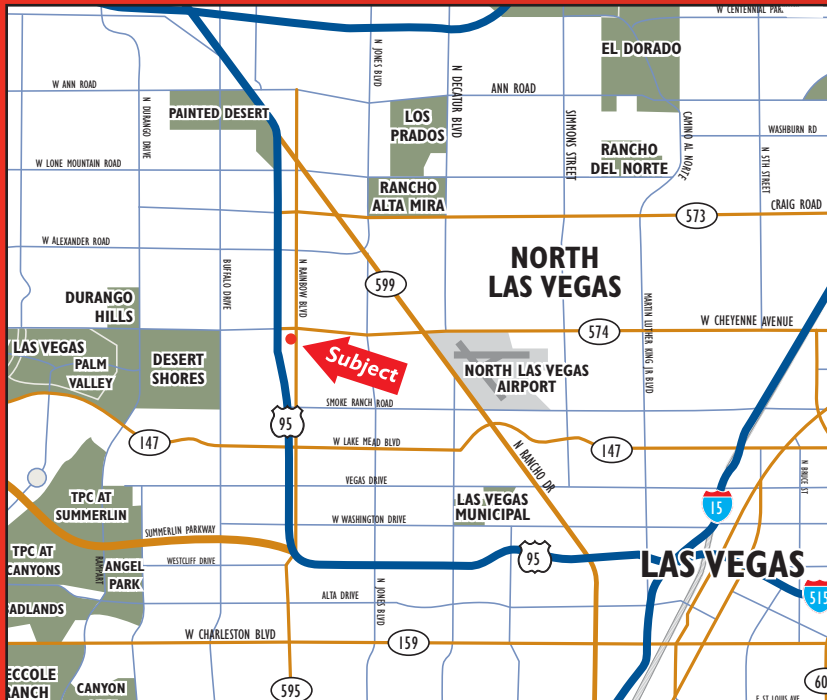 W CENTENNIAL PAR
EL DORADO
N JONES BLVD
N DECATUR BLVD
W ANN ROAD
ANN ROAD
PAINTED DESERT
N DURANGO DRIVE
LOS
PRADOS
SIMMONS STREET
CAMINO AL NORTE
WASHBURN RD
RANCHO
DEL NORTE
N 5TH STREET
W LONE MOUNTAIN ROAD
RANCHO
ALTA MIRA
CRAIG ROAD
573
W ALEXANDER ROAD
BUFFALO DRIVE
N RAINBOW BLVD
599
NORTH
LAS VEGAS
DURANGO
HILLS
MARTIN LUTHER KING JR BLVD
574
W CHEYENNE AVENUE
LAS VEGAS
PALM
VALLEY
DESERT
SHORES
Subject
NORTH LAS VEGAS
AIRPORT
SMOKE RANCH ROAD
95
147
W LAKE MEAD BLVD
147
N RANCHO DR
N BRUCE ST
VEGAS DRIVE
TPC AT
SUMMERLIN
LAS VEGAS
MUNICIPAL
15
W WASHINGTON DRIVE
SUMMERLIN PARKWAY
TPC AT
CANYONS
RAMPART
ANGEL
PARK
WESTCLIFF DRIVE
95
LAS VEGAS
515
ADLANDS
ALTA DRIVE
N JONES BLVD
W CHARLESTON BLVD
159
ECCOLE
RANCH
CANYON
595
60
E ST LOUIS AVE